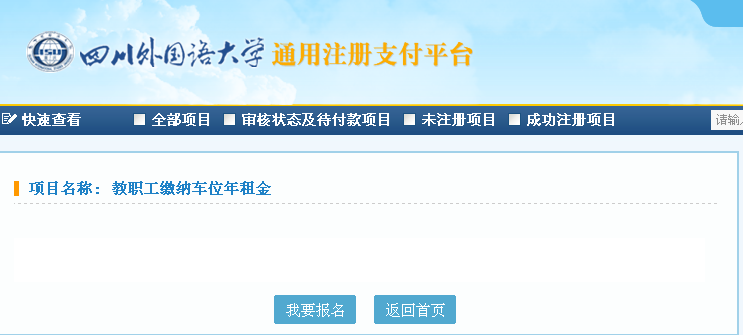 四川外国语大学 通用注册支付平台
快速查看 全部项目 审核状态及待付款项目 未注册项目 成功注册项目 请输入
项目名称： 教职工缴纳车位年租金
我要报名 返回首页